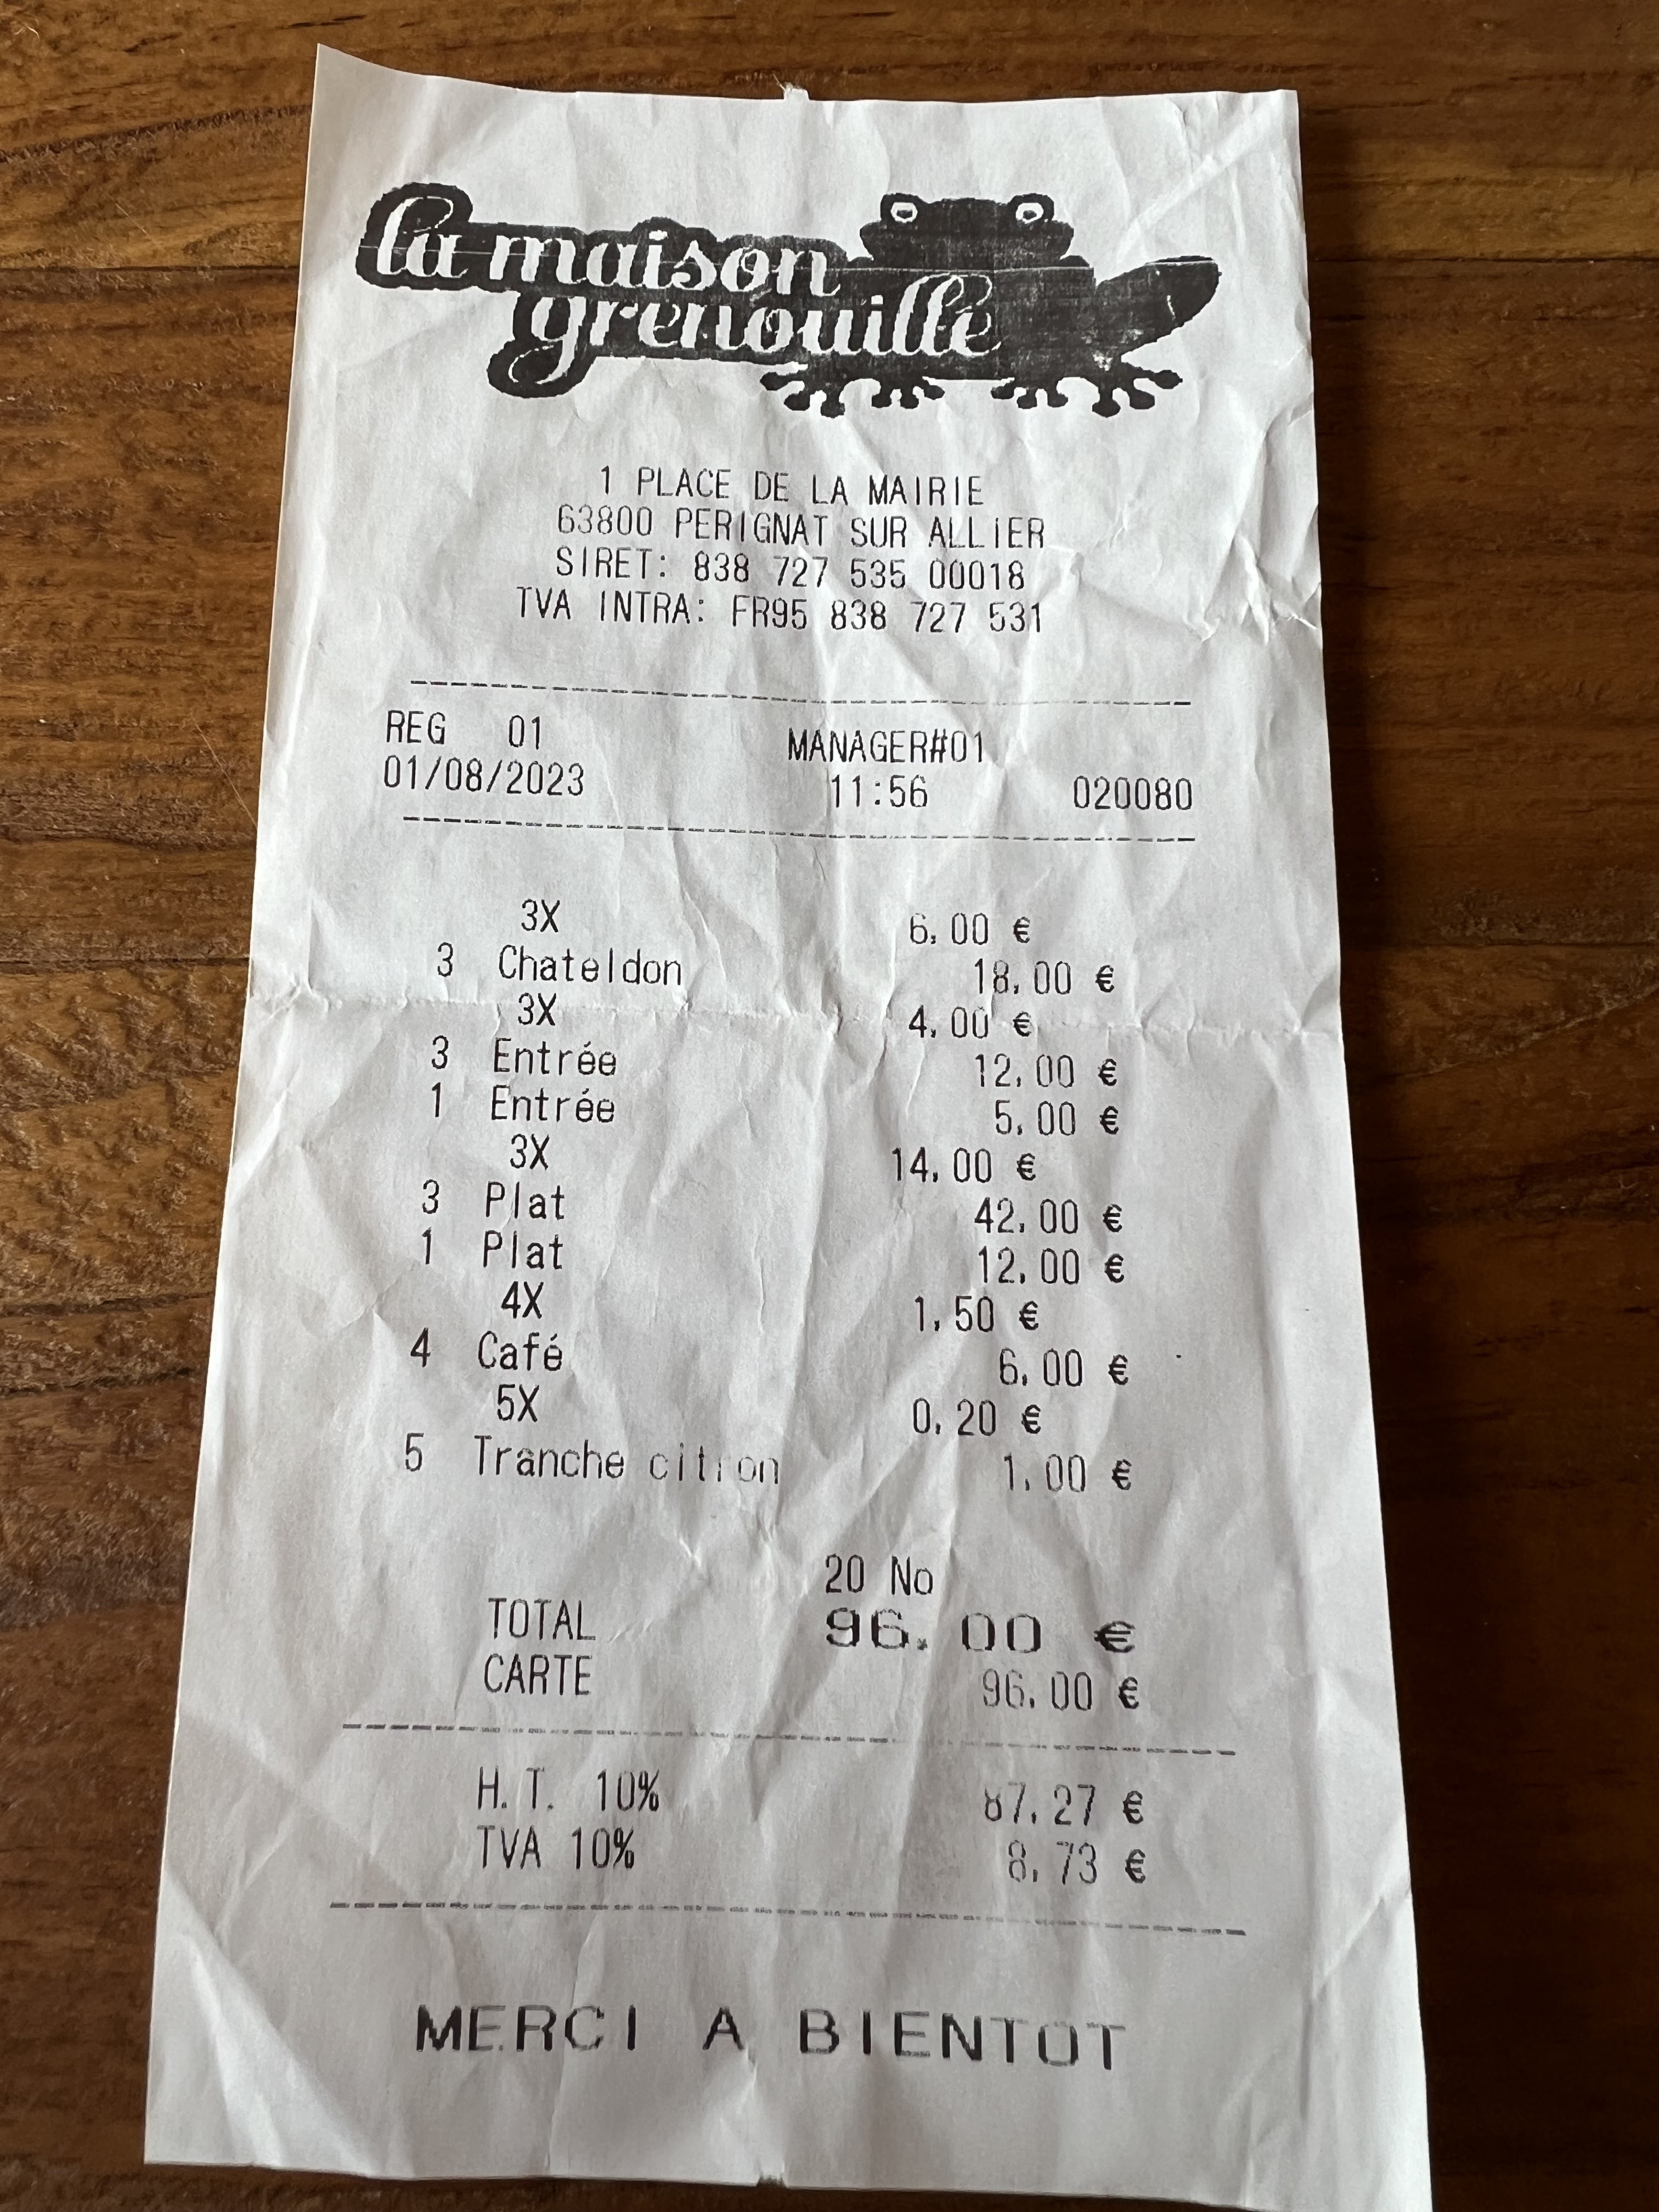 la maison
grenouille
1 PLACE DE LA MAIRIE
63800 PERIGNAT SUR ALLIER
SIRET: 838 727 535 00018
TVA INTRA: FR95 838 727 531
REG 01 MANAGER#01
01/08/2023 11:56 020080
3X 6.00 €
3 Chateldon 18.00 €
3X 4.00 €
3 Entrée 12.00 €
1 Entrée 5.00 €
3X 14.00 €
3 Plat 42.00 €
1 Plat 12.00 €
4X 1.50 €
4 Café 6.00 €
5X 0.20 €
5 Tranche citron 1.00 €
20 No
TOTAL 96.00 €
CARTE 96.00 €
H.T. 10% 87.27 €
TVA 10% 8.73 €
MERCI A BIENTOT